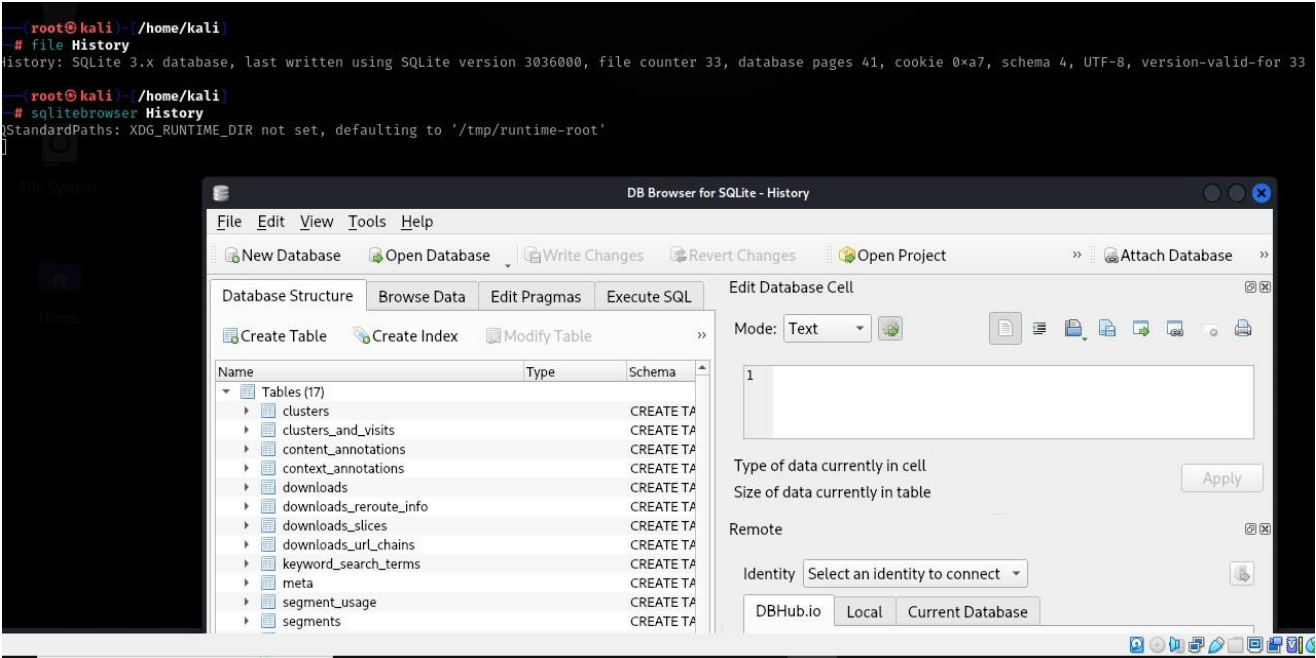 (root㉿kali)-[/home/kali]
# file History
History: SQLite 3.x database, last written using SQLite version 3036000, file counter 33, database pages 41, cookie 0×a7, schema 4, UTF-8, version-valid-for 33
(root㉿kali)-[/home/kali]
# sqlitebrowser History
QStandardPaths: XDG_RUNTIME_DIR not set, defaulting to '/tmp/runtime-root'
File System
Home
DB Browser for SQLite - History
File Edit View Tools Help
New Database Open Database Write Changes Revert Changes Open Project » Attach Database »
Database Structure Browse Data Edit Pragmas Execute SQL
Create Table Create Index Modify Table »
Name Type Schema
Tables (17)
clusters CREATE TA
clusters_and_visits CREATE TA
content_annotations CREATE TA
context_annotations CREATE TA
downloads CREATE TA
downloads_reroute_info CREATE TA
downloads_slices CREATE TA
downloads_url_chains CREATE TA
keyword_search_terms CREATE TA
meta CREATE TA
segment_usage CREATE TA
segments CREATE TA
Edit Database Cell
Mode: Text
1
Type of data currently in cell
Size of data currently in table
Apply
Remote
Identity Select an identity to connect
DBHub.io Local Current Database